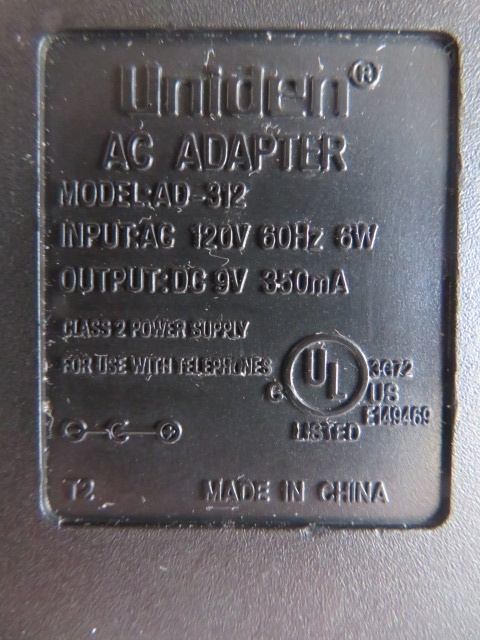 Uniden®
AC ADAPTER
MODEL:AD-312
INPUT:AC 120V 60Hz 6W
OUTPUT:DC 9V 350mA
CLASS 2 POWER SUPPLY
FOR USE WITH TELEPHONES
C UL US
LISTED
3G72
E149469
T2 MADE IN CHINA